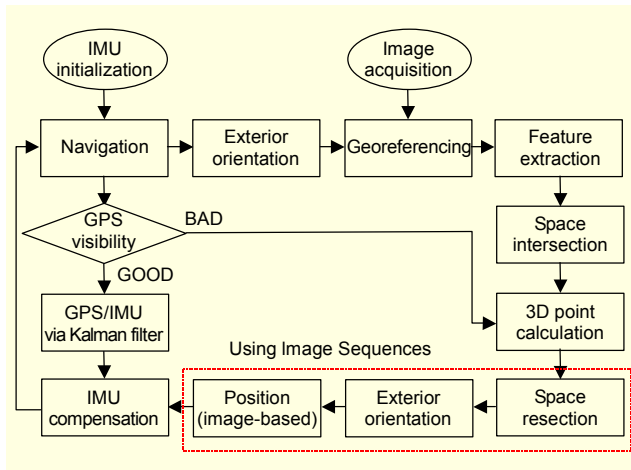 IMU
initialization
Image
acquisition
Navigation
Exterior
orientation
Georeferencing
Feature
extraction
GPS
visibility
BAD
GOOD
Space
intersection
GPS/IMU
via Kalman filter
3D point
calculation
Using Image Sequences
IMU
compensation
Position
(image-based)
Exterior
orientation
Space
resection